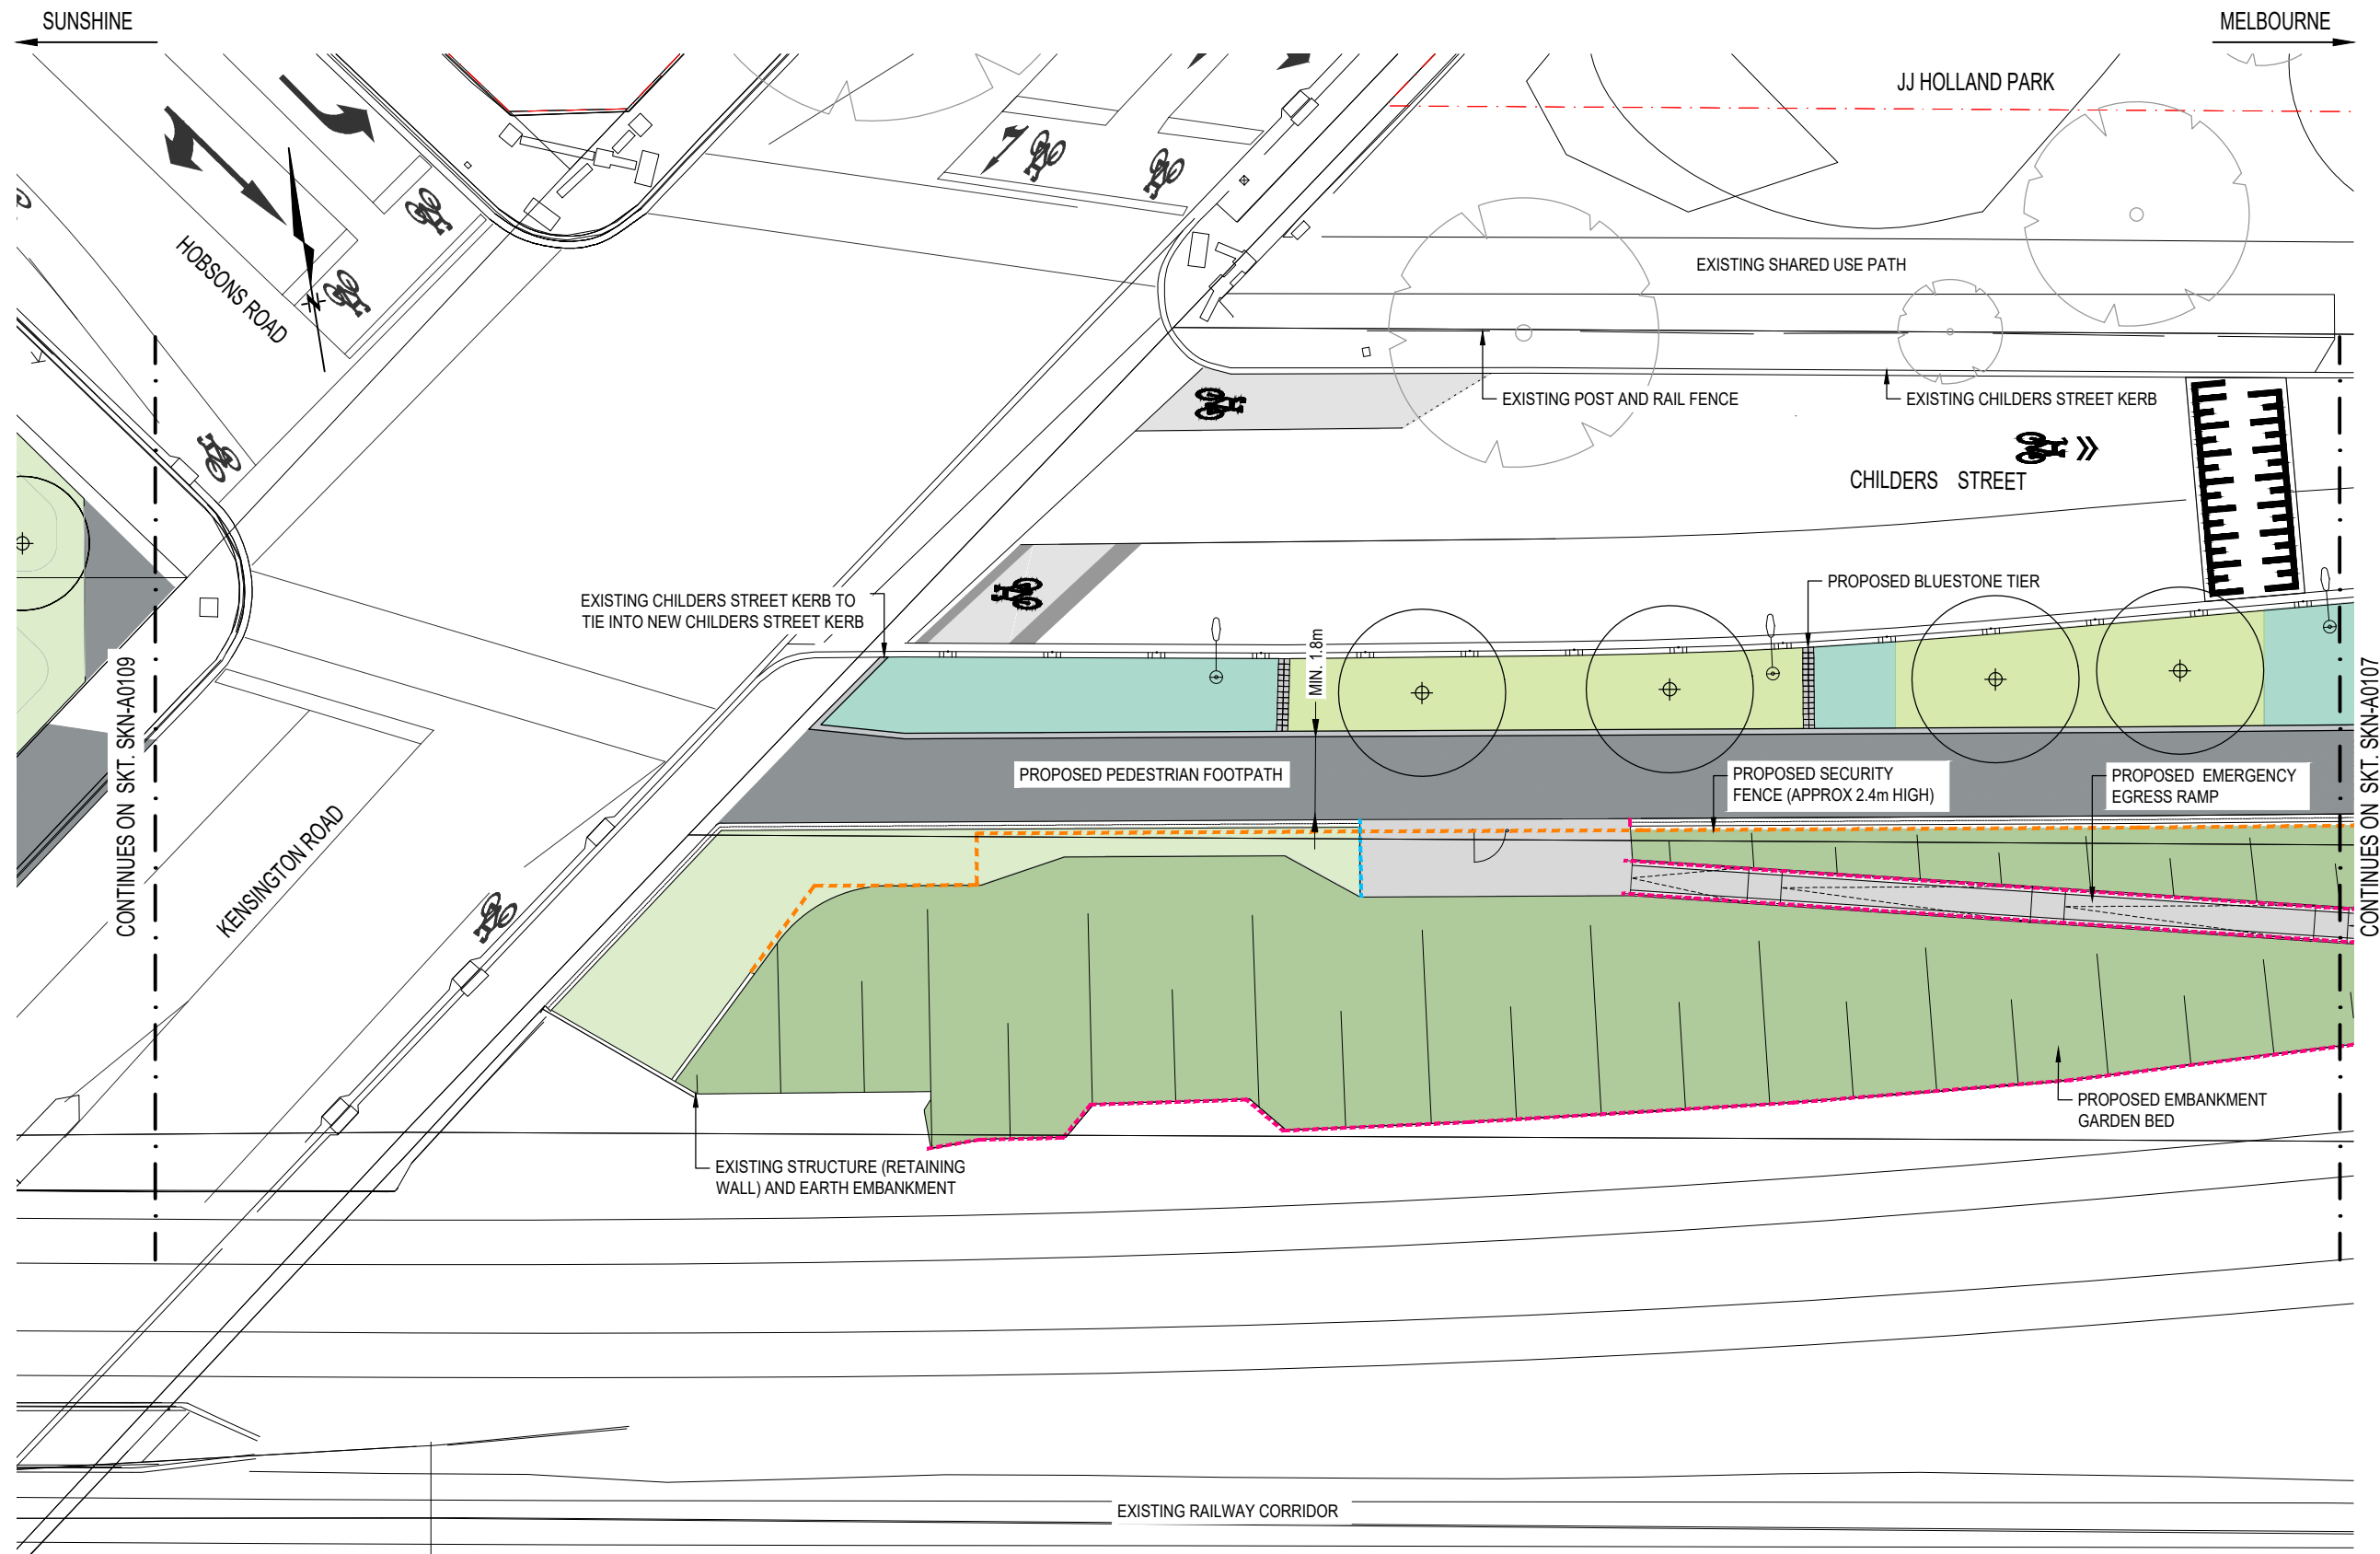 SUNSHINE
MELBOURNE
JJ HOLLAND PARK
HOBSONS ROAD
N
EXISTING SHARED USE PATH
EXISTING POST AND RAIL FENCE
EXISTING CHILDERS STREET KERB
CHILDERS STREET
EXISTING CHILDERS STREET KERB TO
TIE INTO NEW CHILDERS STREET KERB
PROPOSED BLUESTONE TIER
MIN. 1.8m
CONTINUES ON SKT. SKN-A0109
CONTINUES ON SKT. SKN-A0107
PROPOSED PEDESTRIAN FOOTPATH
PROPOSED SECURITY
FENCE (APPROX 2.4m HIGH)
PROPOSED EMERGENCY
EGRESS RAMP
KENSINGTON ROAD
PROPOSED EMBANKMENT
GARDEN BED
EXISTING STRUCTURE (RETAINING
WALL) AND EARTH EMBANKMENT
EXISTING RAILWAY CORRIDOR